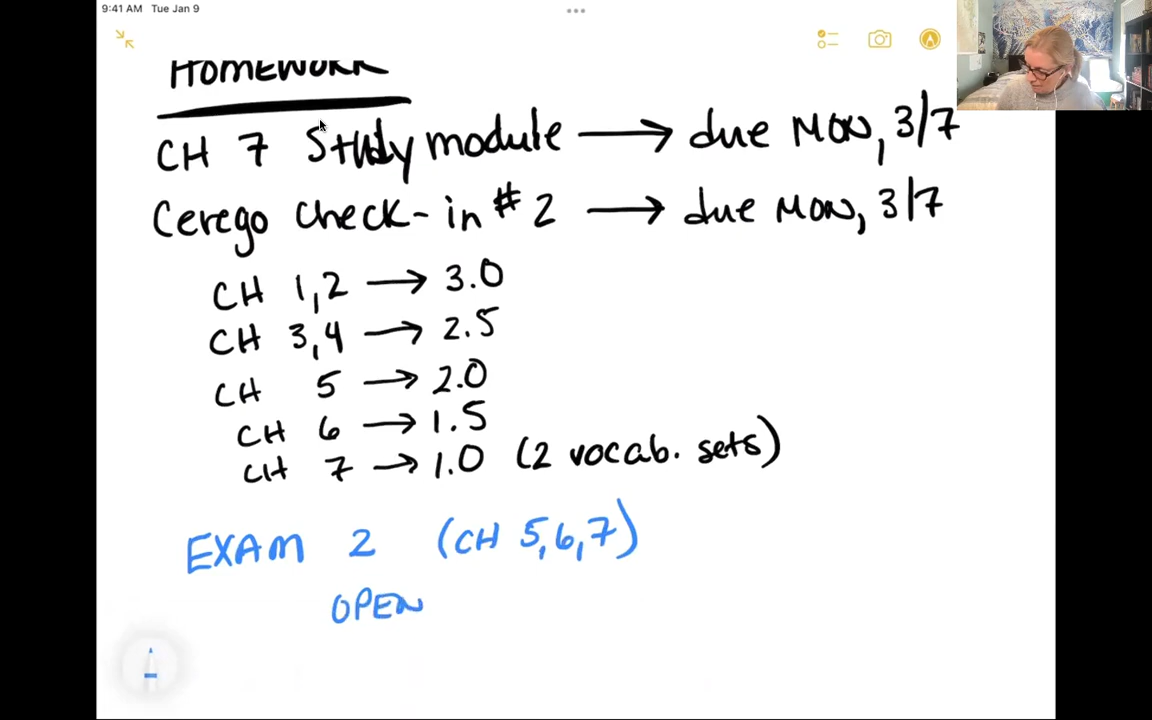 9:41 AM Tue Jan 9
HOMEWORK
CH 7 Study module → due MON, 3/7
Cerego check-in # 2 → due MON, 3/7
CH 1,2 → 3.0
CH 3,4 → 2.5
CH 5 → 2.0
CH 6 → 1.5
CH 7 → 1.0 (2 vocab. sets)
EXAM 2 (CH 5,6,7)
OPEN